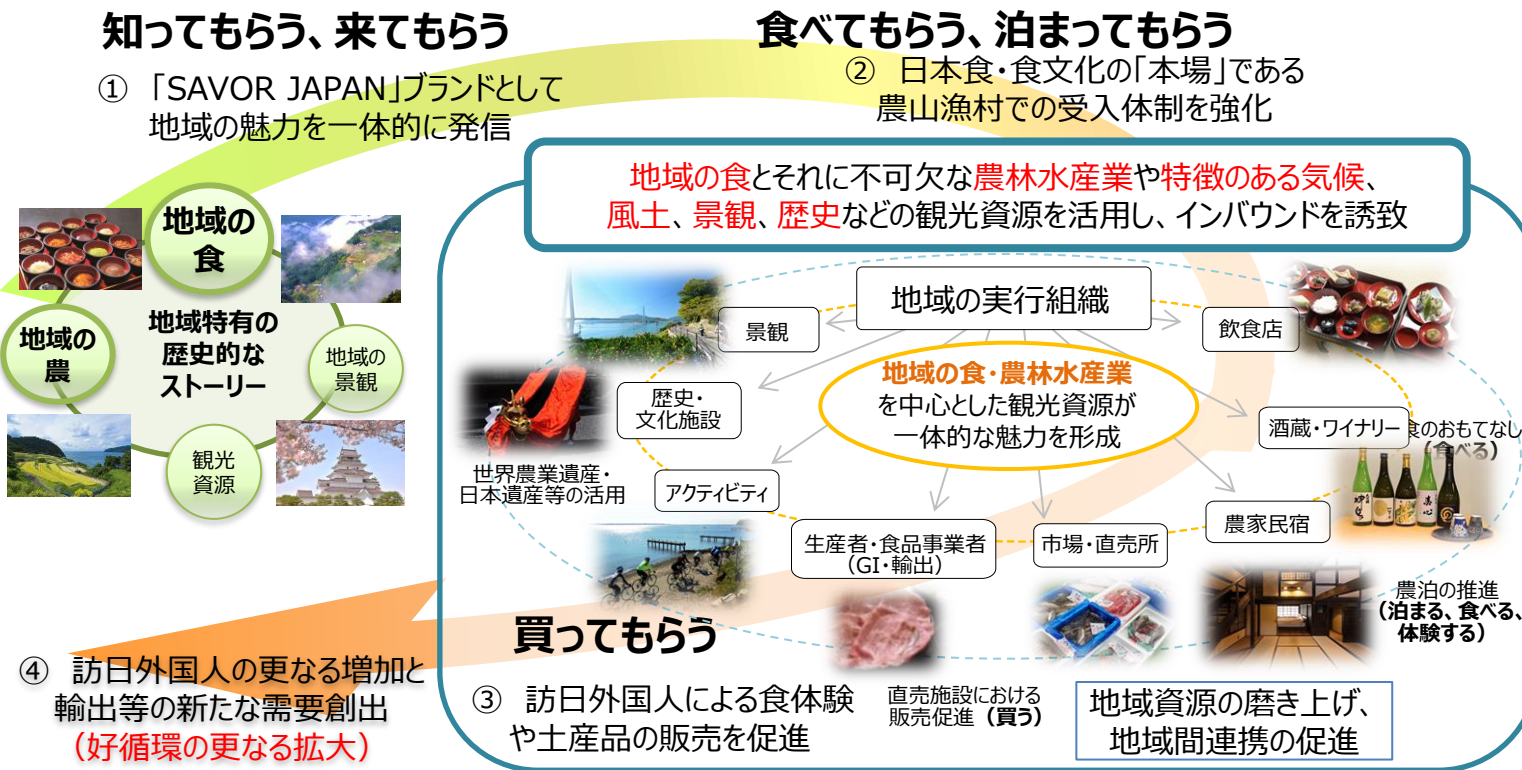 知ってもらう、来てもらう
① 「SAVOR JAPAN」ブランドとして
地域の魅力を一体的に発信
食べてもらう、泊まってもらう
② 日本食・食文化の「本場」である
農山漁村での受入体制を強化
地域の食とそれに不可欠な農林水産業や特徴のある気候、
風土、景観、歴史などの観光資源を活用し、インバウンドを誘致
地域の
食
地域の
農
地域特有の
歴史的な
ストーリー
地域の
景観
観光
資源
地域の実行組織
景観
飲食店
地域の食・農林水産業
を中心とした観光資源が
一体的な魅力を形成
歴史・
文化施設
酒蔵・ワイナリー
食のおもてなし
(食べる)
世界農業遺産・
日本遺産等の活用
アクティビティ
農家民宿
生産者・食品事業者
(GI・輸出)
市場・直売所
農泊の推進
(泊まる、食べる、
体験する)
買ってもらう
③ 訪日外国人による食体験
や土産品の販売を促進
直売施設における
販売促進 (買う)
地域資源の磨き上げ、
地域間連携の促進
④ 訪日外国人の更なる増加と
輸出等の新たな需要創出
(好循環の更なる拡大)